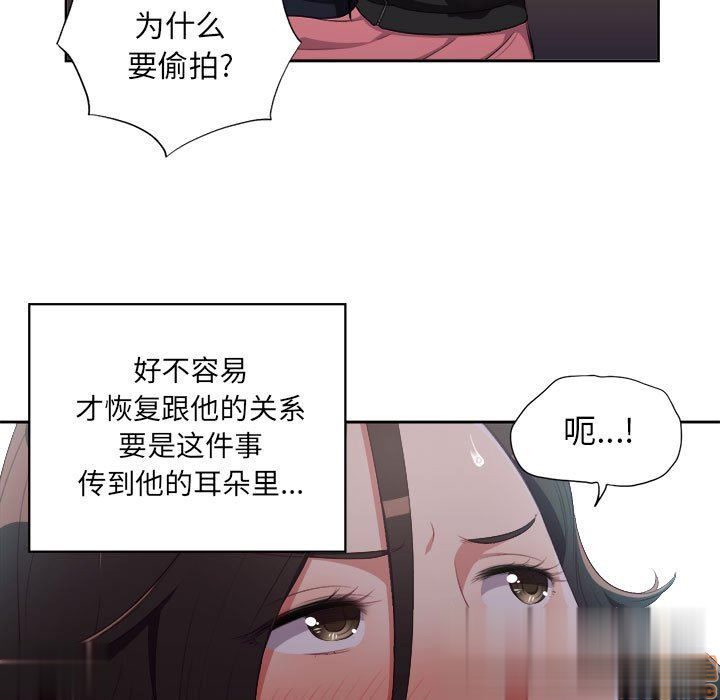 为什么
要偷拍?
好不容易
才恢复跟他的关系
要是这件事
传到他的耳朵里...
呃...!